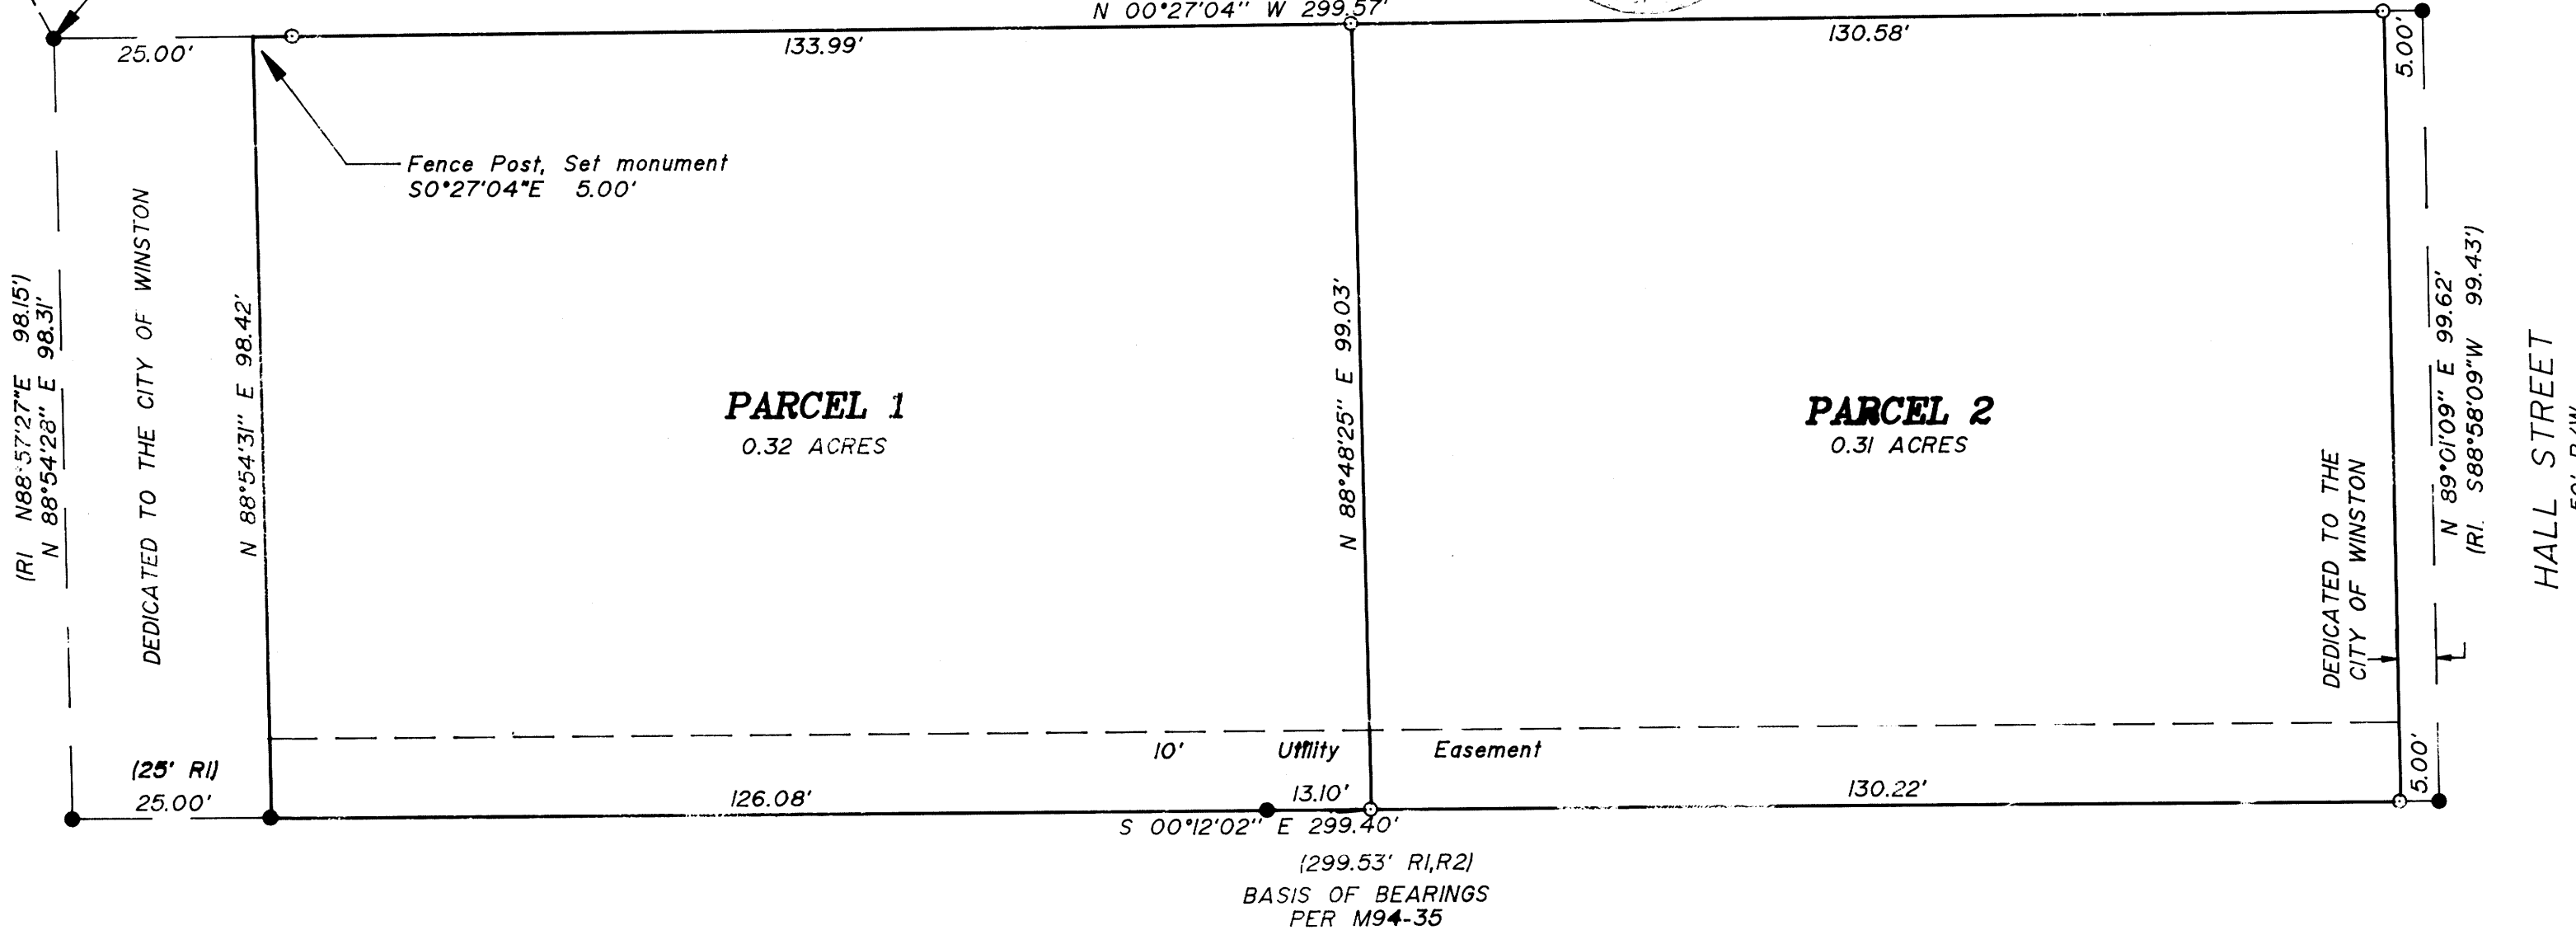 N 00°27'04" W 299.57'
25.00'
133.99'
130.58'
5.00'
Fence Post, Set monument
S0°27'04"E 5.00'
(R1 N88°57'27"E 98.15')
N 88°54'28" E 98.31'
DEDICATED TO THE CITY OF WINSTON
N 88°54'31" E 98.42'
PARCEL 1
0.32 ACRES
N 88°48'25" E 99.03'
PARCEL 2
0.31 ACRES
DEDICATED TO THE
CITY OF WINSTON
N 89°01'09" E 99.62'
(R1. S88°58'09"W 99.43')
HALL STREET
50' R/W
10' Utility Easement
(25' R1)
25.00'
126.08'
13.10'
130.22'
5.00'
S 00°12'02" E 299.40'
(299.53' R1,R2)
BASIS OF BEARINGS
PER M94-35